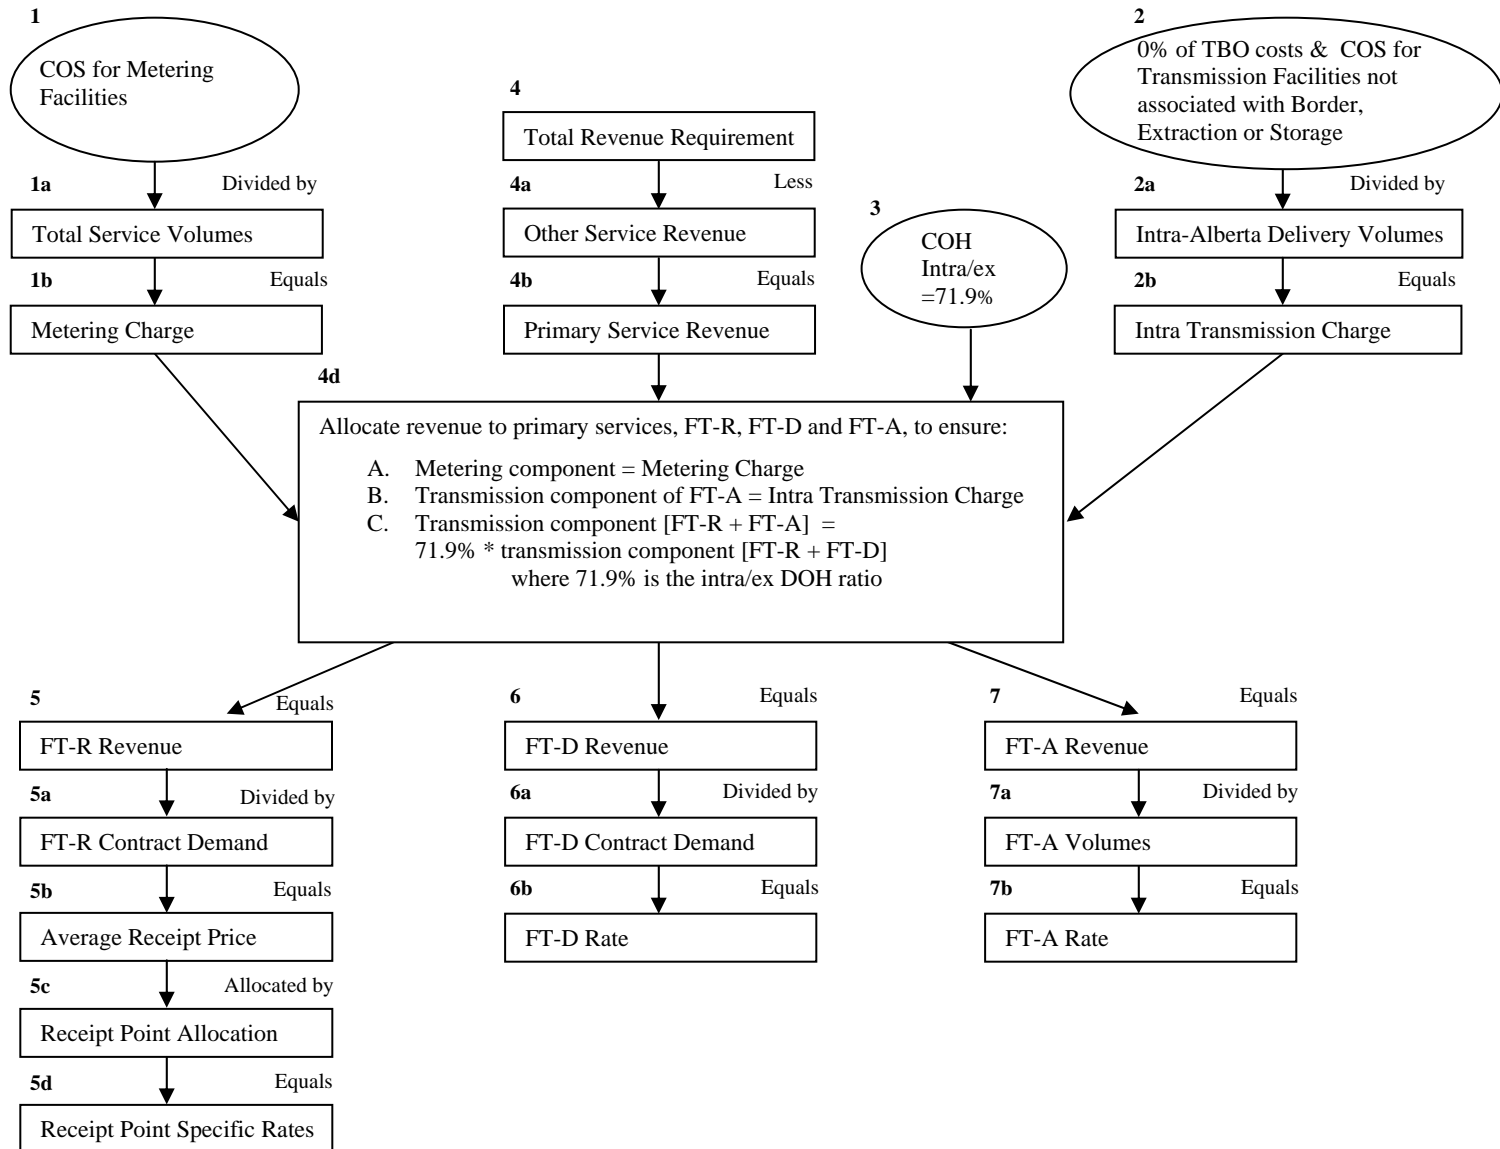 1
COS for Metering
Facilities
1a
Divided by
Total Service Volumes
1b
Equals
Metering Charge
4
Total Revenue Requirement
4a
Less
Other Service Revenue
4b
Equals
Primary Service Revenue
3
COH
Intra/ex
=71.9%
2
0% of TBO costs &  COS for
Transmission Facilities not
associated with Border,
Extraction or Storage
2a
Divided by
Intra-Alberta Delivery Volumes
2b
Equals
Intra Transmission Charge
4d
Allocate revenue to primary services, FT-R, FT-D and FT-A, to ensure:
A. Metering component = Metering Charge
B. Transmission component of FT-A = Intra Transmission Charge
C. Transmission component [FT-R + FT-A]  =
71.9% * transmission component [FT-R + FT-D]
where 71.9% is the intra/ex DOH ratio
5
Equals
FT-R Revenue
5a
Divided by
FT-R Contract Demand
5b
Equals
Average Receipt Price
5c
Allocated by
Receipt Point Allocation
5d
Equals
Receipt Point Specific Rates
6
Equals
FT-D Revenue
6a
Divided by
FT-D Contract Demand
6b
Equals
FT-D Rate
7
Equals
FT-A Revenue
7a
Divided by
FT-A Volumes
7b
Equals
FT-A Rate